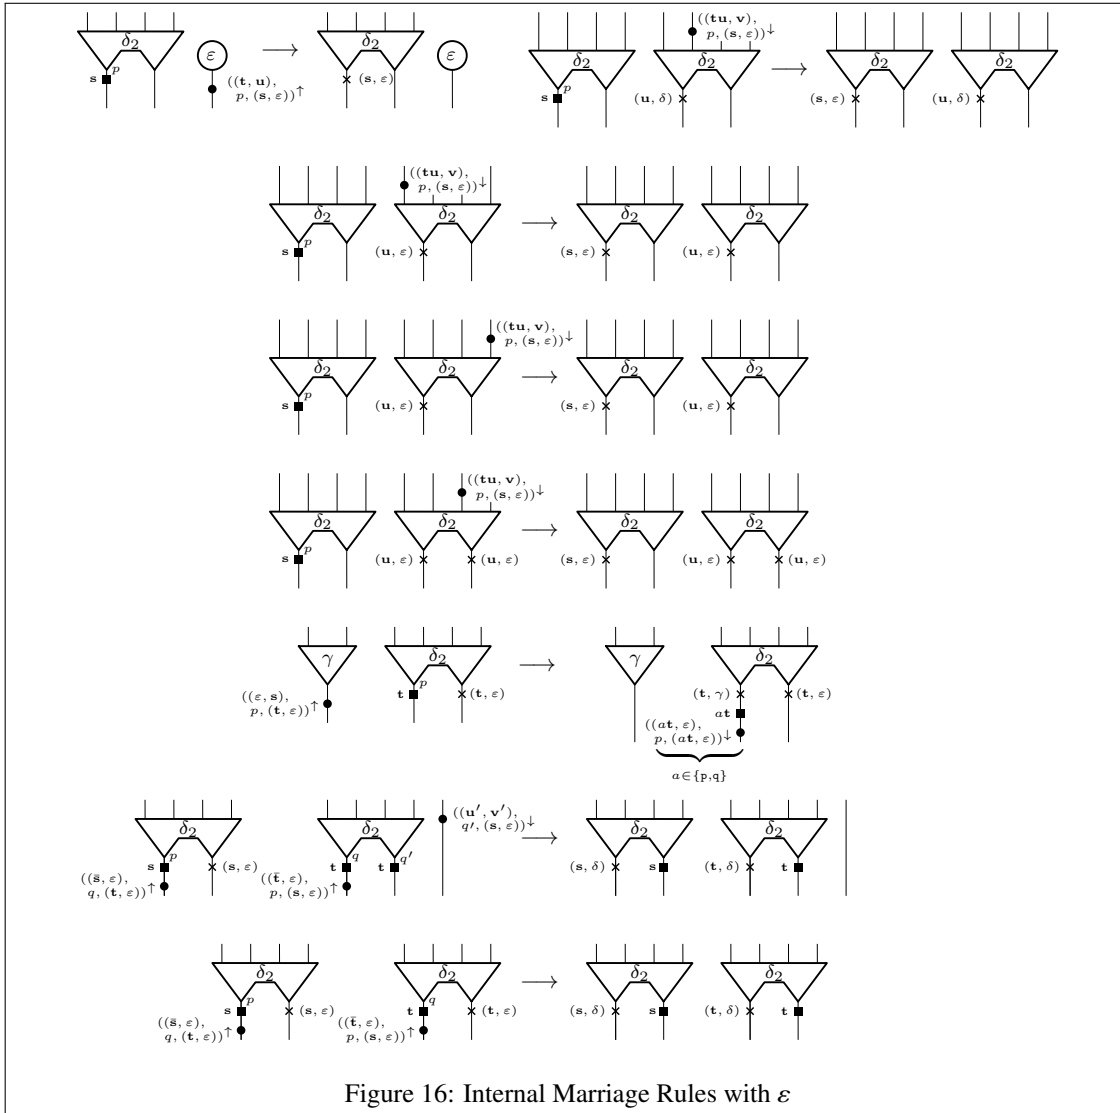 δ₂ ε ⟶ ε δ₂ ((tu, v),
s p ((t, u), (s, ε) p, (s, ε))↓
p, (s, ε))↑ δ₂ δ₂ ⟶ δ₂ δ₂
s p (u, δ) (s, ε) (u, δ)
((tu, v),
p, (s, ε))↓
δ₂ δ₂ ⟶ δ₂ δ₂
s p (u, ε) (s, ε) (u, ε)
((tu, v),
p, (s, ε))↓
δ₂ δ₂ ⟶ δ₂ δ₂
s p (u, ε) (s, ε) (u, ε)
((tu, v),
p, (s, ε))↓
δ₂ δ₂ ⟶ δ₂ δ₂
s p (u, ε) (u, ε) (s, ε) (u, ε) (u, ε)
γ δ₂ ⟶ γ δ₂
((ε, s), t p (t, ε) (t, γ) (t, ε)
p, (t, ε))↑ at
((at, ε),
p, (at, ε))↓
a∈{p,q}
((u′, v′),
q′, (s, ε))↓
δ₂ δ₂ ⟶ δ₂ δ₂
s p (s, ε) t q t q′ (s, δ) s (t, δ) t
((s̄, ε), ((t̄, ε),
q, (t, ε))↑ p, (s, ε))↑
δ₂ δ₂ ⟶ δ₂ δ₂
s p (s, ε) t q (t, ε) (s, δ) s (t, δ) t
((s̄, ε), ((t̄, ε),
q, (t, ε))↑ p, (s, ε))↑
Figure 16: Internal Marriage Rules with ε